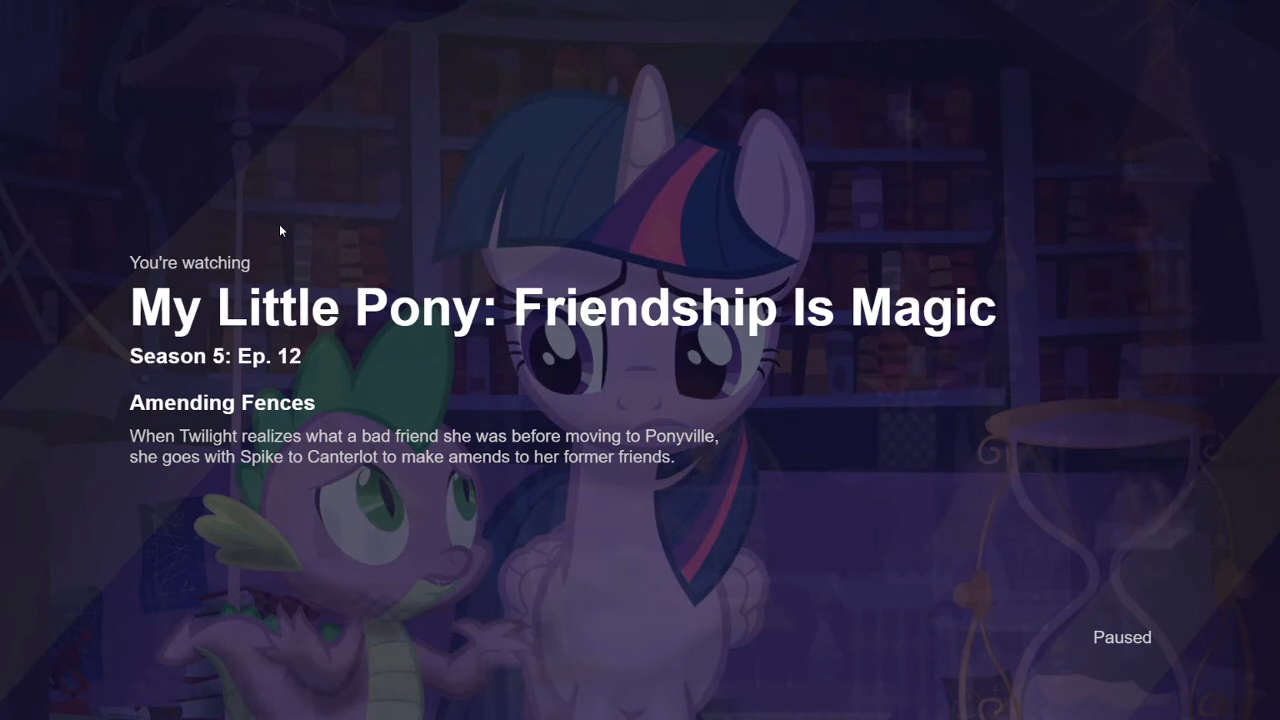 You're watching
My Little Pony: Friendship Is Magic
Season 5: Ep. 12
Amending Fences
When Twilight realizes what a bad friend she was before moving to Ponyville,
she goes with Spike to Canterlot to make amends to her former friends.
Paused